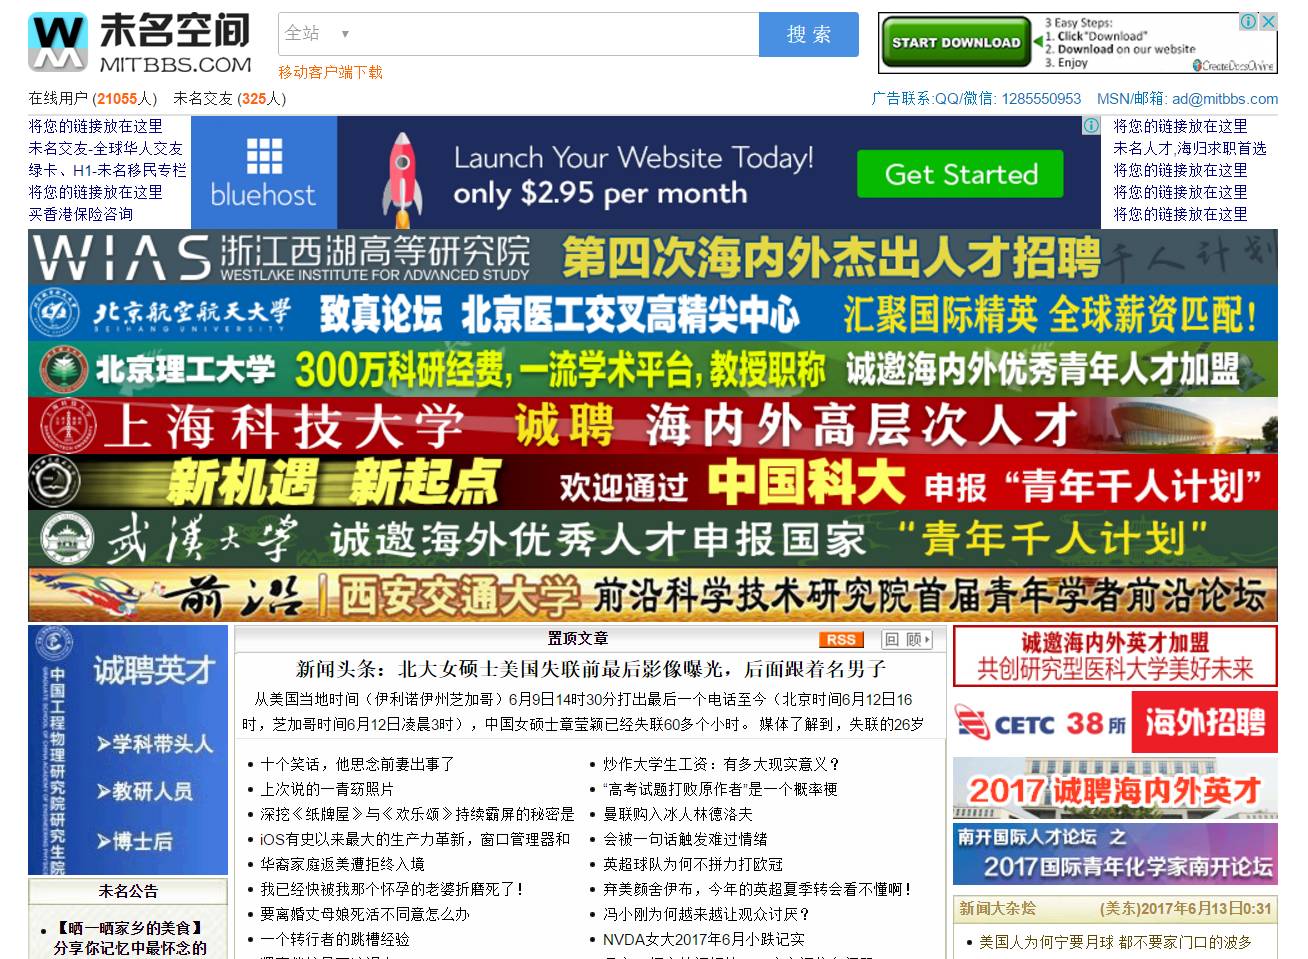 未名空间
MITBBS.COM
全站
搜 索
移动客户端下载
START DOWNLOAD
3 Easy Steps:
1. Click"Download"
2. Download on our website
3. Enjoy
CreateDocsOnline
在线用户 (21055人) 未名交友 (325人)
广告联系:QQ/微信: 1285550953 MSN/邮箱: ad@mitbbs.com
将您的链接放在这里
未名交友-全球华人交友
绿卡、H1-未名移民专栏
将您的链接放在这里
买香港保险咨询
bluehost
Launch Your Website Today!
only $2.95 per month
Get Started
将您的链接放在这里
未名人才,海归求职首选
将您的链接放在这里
将您的链接放在这里
将您的链接放在这里
WIAS 浙江西湖高等研究院
WESTLAKE INSTITUTE FOR ADVANCED STUDY
第四次海内外杰出人才招聘
千人计划
北京航空航天大学
BEIHANG UNIVERSITY
致真论坛 北京医工交叉高精尖中心 汇聚国际精英 全球薪资匹配!
北京理工大学 300万科研经费,一流学术平台,教授职称 诚邀海内外优秀青年人才加盟
上海科技大学 诚聘 海内外高层次人才
新机遇 新起点 欢迎通过 中国科大 申报 “青年千人计划”
武漢大学 诚邀海外优秀人才申报国家 “青年千人计划”
前沿 西安交通大学 前沿科学技术研究院首届青年学者前沿论坛
中国工程物理研究院研究生院
诚聘英才
➢学科带头人
➢教研人员
➢博士后
未名公告
【晒一晒家乡的美食】
分享你记忆中最怀念的
置顶文章
RSS
回 顾
新闻头条：北大女硕士美国失联前最后影像曝光，后面跟着名男子
从美国当地时间（伊利诺伊州芝加哥）6月9日14时30分打出最后一个电话至今（北京时间6月12日16
时，芝加哥时间6月12日凌晨3时），中国女硕士章莹颖已经失联60多个小时。 媒体了解到，失联的26岁
十个笑话，他思念前妻出事了
上次说的一青窈照片
深挖《纸牌屋》与《欢乐颂》持续霸屏的秘密是
iOS有史以来最大的生产力革新，窗口管理器和
华裔家庭返美遭拒终入境
我已经快被我那个怀孕的老婆折磨死了！
要离婚丈母娘死活不同意怎么办
一个转行者的跳槽经验
炒作大学生工资：有多大现实意义？
“高考试题打败原作者”是一个概率梗
曼联购入冰人林德洛夫
会被一句话触发难过情绪
英超球队为何不拼力打欧冠
弃美颜舍伊布，今年的英超夏季转会看不懂啊！
冯小刚为何越来越让观众讨厌？
NVDA女大2017年6月小跌记实
诚邀海内外英才加盟
共创研究型医科大学美好未来
CETC 38所 海外招聘
2017 诚聘海内外英才
南开国际人才论坛 之
2017国际青年化学家南开论坛
新闻大杂烩 (美东)2017年6月13日0:31
美国人为何宁要月球 都不要家门口的波多